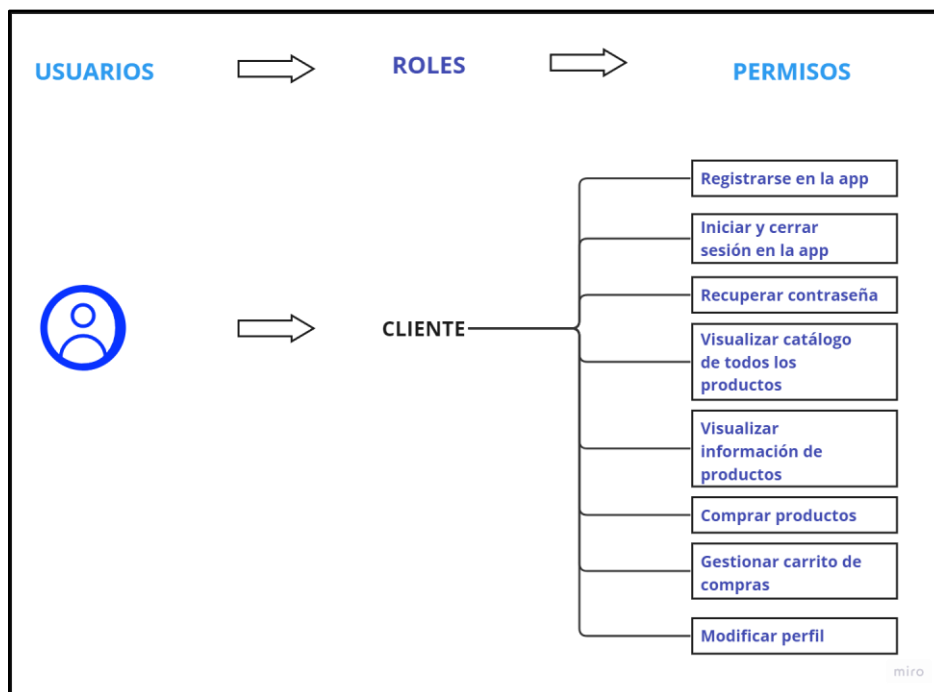 USUARIOS
ROLES
PERMISOS
Registrarse en la app
Iniciar y cerrar
sesión en la app
Recuperar contraseña
CLIENTE
Visualizar catálogo
de todos los
productos
Visualizar
información de
productos
Comprar productos
Gestionar carrito de
compras
Modificar perfil
miro